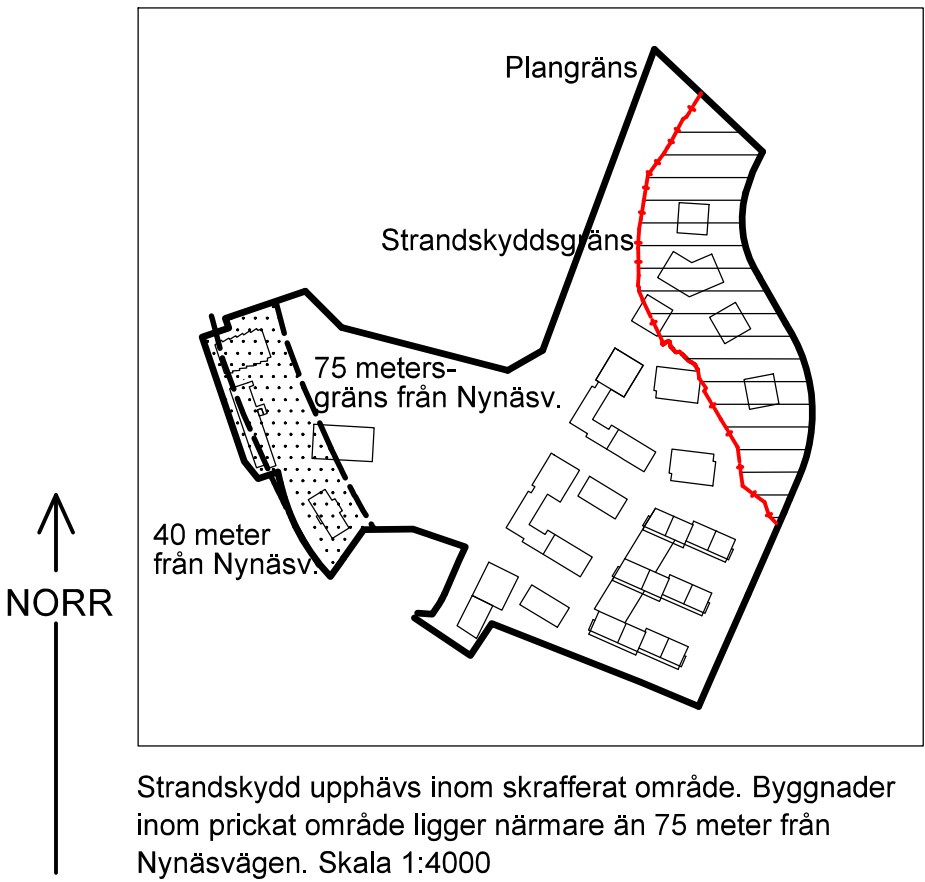 Plangräns
Strandskyddsgräns
75 meters-
gräns från Nynäsv.
40 meter
från Nynäsv.
NORR
Strandskydd upphävs inom skrafferat område. Byggnader
inom prickat område ligger närmare än 75 meter från
Nynäsvägen. Skala 1:4000